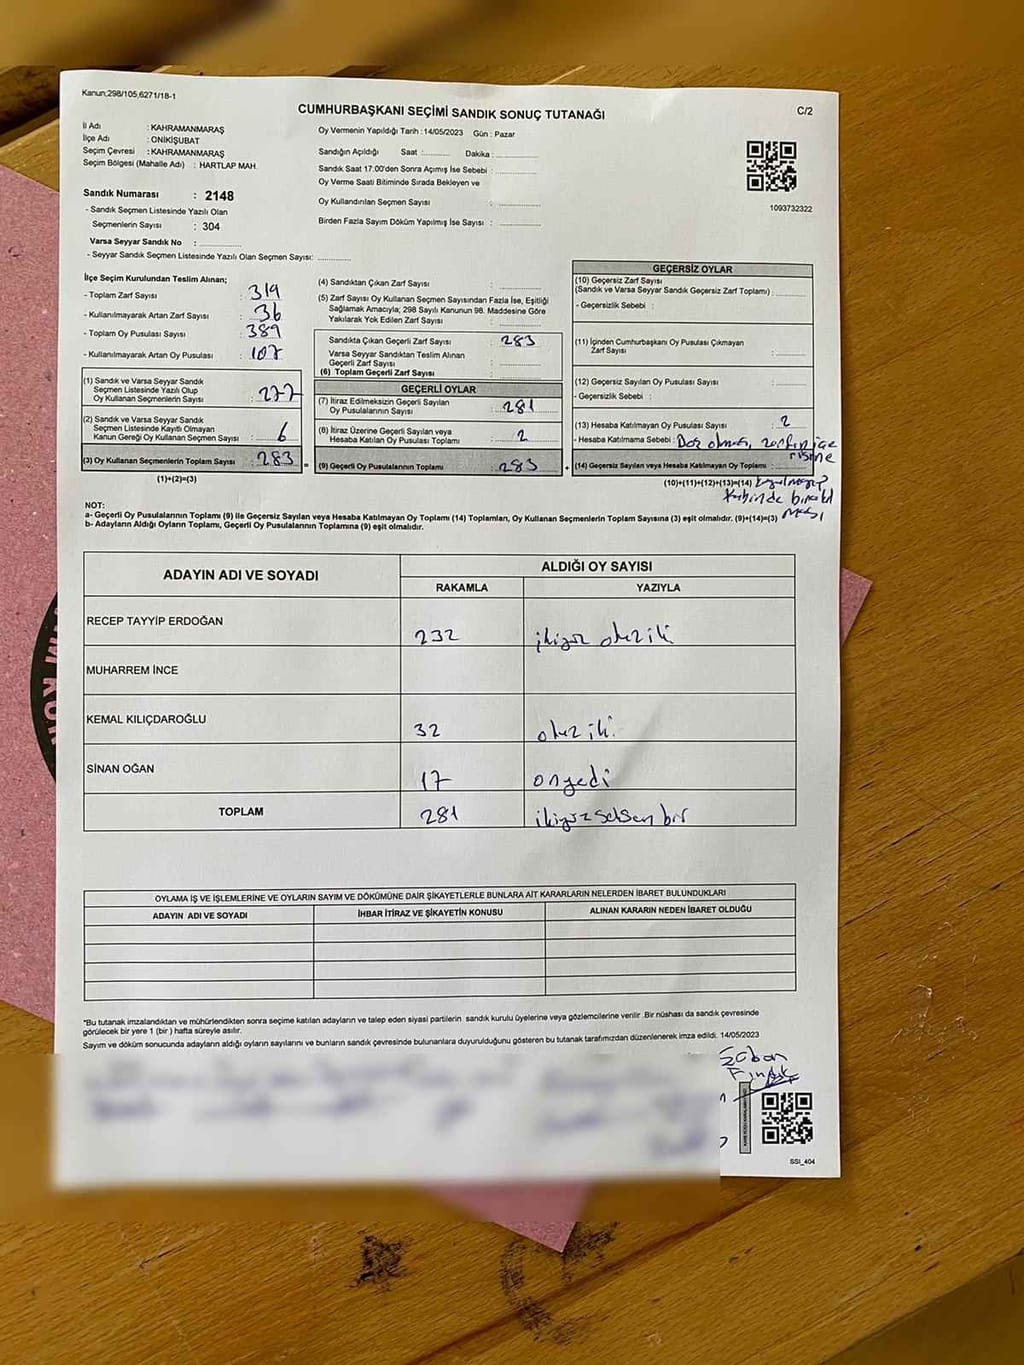 Kanun;298/105,6271/18-1
CUMHURBAŞKANI SEÇİMİ SANDIK SONUÇ TUTANAĞI
C/2
İl Adı : KAHRAMANMARAŞ
İlçe Adı : ONİKİŞUBAT
Seçim Çevresi : KAHRAMANMARAŞ
Seçim Bölgesi (Mahalle Adı) : HARTLAP MAH.
Sandık Numarası : 2148
- Sandık Seçmen Listesinde Yazılı Olan
Seçmenlerin Sayısı : 304
Varsa Seyyar Sandık No :
- Seyyar Sandık Seçmen Listesinde Yazılı Olan Seçmen Sayısı:
Oy Vermenin Yapıldığı Tarih : 14/05/2023 Gün : Pazar
Sandığın Açıldığı Saat : Dakika :
Sandık Saat 17:00'den Sonra Açımış İse Sebebi :
Oy Verme Saati Bitiminde Sırada Bekleyen ve
Oy Kullandırılan Seçmen Sayısı :
Birden Fazla Sayım Döküm Yapılmış İse Sayısı :
1093732322
İlçe Seçim Kurulundan Teslim Alınan;
- Toplam Zarf Sayısı : 319
- Kullanılmayarak Artan Zarf Sayısı : 36
- Toplam Oy Pusulası Sayısı : 389
- Kullanılmayarak Artan Oy Pusulası : 107
(1) Sandık ve Varsa Seyyar Sandık
Seçmen Listesinde Yazılı Olup
Oy Kullanan Seçmenlerin Sayısı : 277
(2) Sandık ve Varsa Seyyar Sandık
Seçmen Listesinde Kayıtlı Olmayan
Kanun Gereği Oy Kullanan Seçmen Sayısı : 6
(3) Oy Kullanan Seçmenlerin Toplam Sayısı : 283
(1)+(2)=(3)
(4) Sandıktan Çıkan Zarf Sayısı :
(5) Zarf Sayısı Oy Kullanan Seçmen Sayısından Fazla İse, Eşitliği
Sağlamak Amacıyla; 298 Sayılı Kanunun 98. Maddesine Göre
Yakılarak Yok Edilen Zarf Sayısı :
Sandıkta Çıkan Geçerli Zarf Sayısı : 283
Varsa Seyyar Sandıktan Teslim Alınan
Geçerli Zarf Sayısı :
(6) Toplam Geçerli Zarf Sayısı :
GEÇERLİ OYLAR
(7) İtiraz Edilmeksizin Geçerli Sayılan
Oy Pusulalarının Sayısı : 281
(8) İtiraz Üzerine Geçerli Sayılan veya
Hesaba Katılan Oy Pusulası Toplamı : 2
(9) Geçerli Oy Pusulalarının Toplamı : 283
=
+
GEÇERSİZ OYLAR
(10) Geçersiz Zarf Sayısı
(Sandık ve Varsa Seyyar Sandık Geçersiz Zarf Toplamı) :
- Geçersizlik Sebebi :
(11) İçinden Cumhurbaşkanı Oy Pusulası Çıkmayan
Zarf Sayısı :
(12) Geçersiz Sayılan Oy Pusulası Sayısı :
- Geçersizlik Sebebi :
(13) Hesaba Katılmayan Oy Pusulası Sayısı : 2
- Hesaba Katılmama Sebebi :
(14) Geçersiz Sayılan veya Hesaba Katılmayan Oy Toplamı :
(10)+(11)+(12)+(13)=(14)
NOT:
a- Geçerli Oy Pusulalarının Toplamı (9) ile Geçersiz Sayılan veya Hesaba Katılmayan Oy Toplamı (14) Toplamları, Oy Kullanan Seçmenlerin Toplam Sayısına (3) eşit olmalıdır. (9)+(14)=(3)
b- Adayların Aldığı Oyların Toplamı, Geçerli Oy Pusulalarının Toplamına (9) eşit olmalıdır.
ADAYIN ADI VE SOYADI
ALDIĞI OY SAYISI
RAKAMLA YAZIYLA
RECEP TAYYİP ERDOĞAN 232 ikiyüz otuz iki
MUHARREM İNCE
KEMAL KILIÇDAROĞLU 32 otuz iki
SİNAN OĞAN 17 onyedi
TOPLAM 281 ikiyüz seksen bir
OYLAMA İŞ VE İŞLEMLERİNE VE OYLARIN SAYIM VE DÖKÜMÜNE DAİR ŞİKAYETLERLE BUNLARA AİT KARARLARIN NELERDEN İBARET BULUNDUKLARI
ADAYIN ADI VE SOYADI İHBAR İTİRAZ VE ŞİKAYETİN KONUSU ALINAN KARARIN NEDEN İBARET OLDUĞU
*Bu tutanak imzalandıktan ve mühürlendikten sonra seçime katılan adayların ve talep eden siyasi partilerin sandık kurulu üyelerine veya gözlemcilerine verilir .Bir nüshası da sandık çevresinde
görülecek bir yere 1 (bir ) hafta süreyle asılır.
Sayım ve döküm sonucunda adayların aldığı oyların sayılarını ve bunların sandık çevresinde bulunanlara duyurulduğunu gösteren bu tutanak tarafımızdan düzenlenerek imza edildi. 14/05/2023
Şaban
Fındık
SSI_404